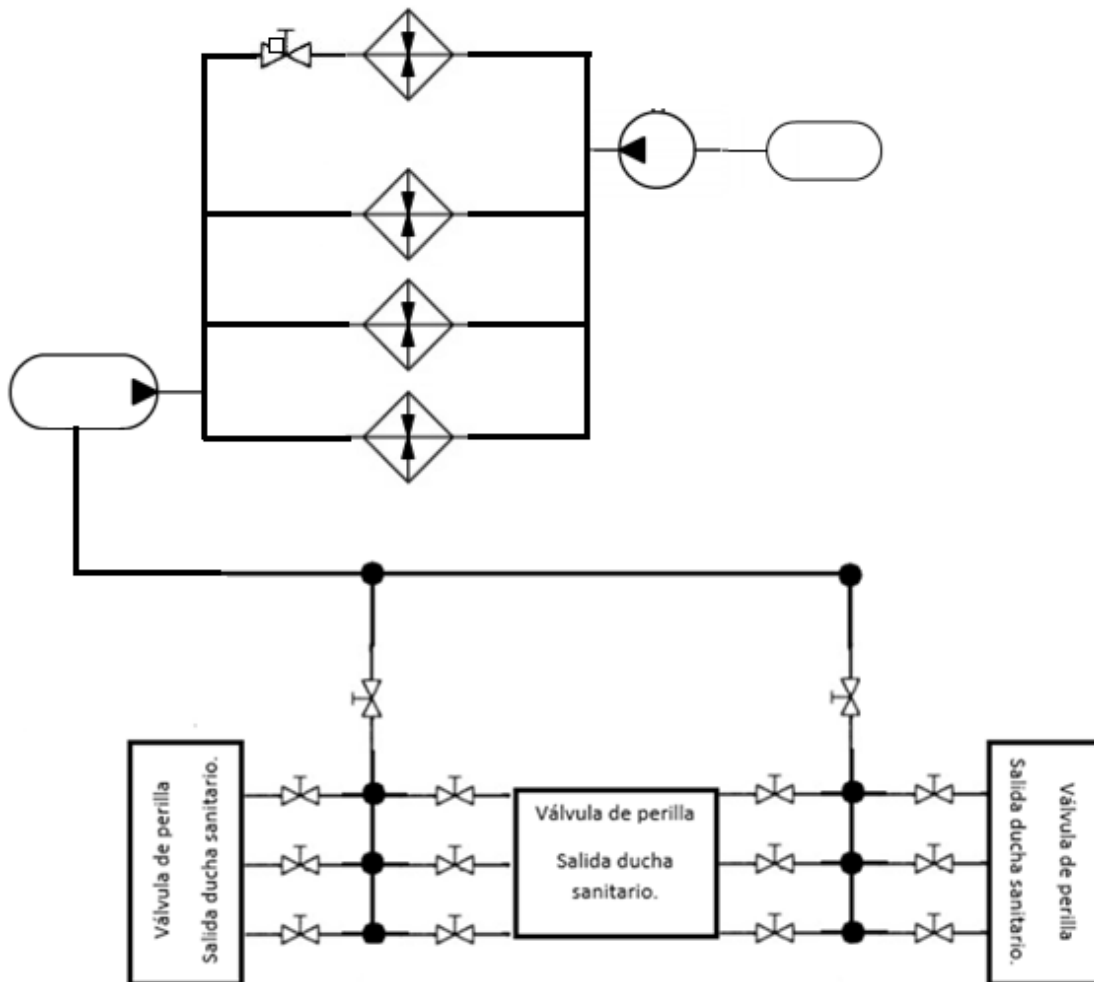 Válvula de perilla
Salida ducha sanitario.
Válvula de perilla
Salida ducha
sanitario.
Válvula de perilla
Salida ducha sanitario.